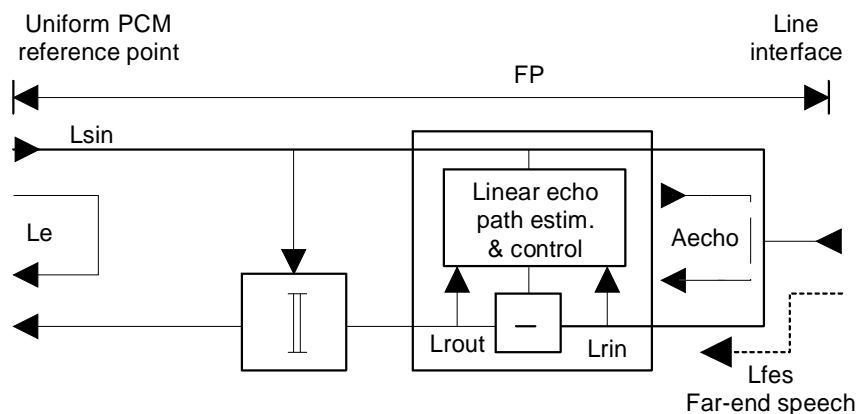 Uniform PCM
reference point
Line
interface
FP
Lsin
Linear echo
path estim.
& control
Le
Aecho
Lrout
Lrin
Lfes
Far-end speech